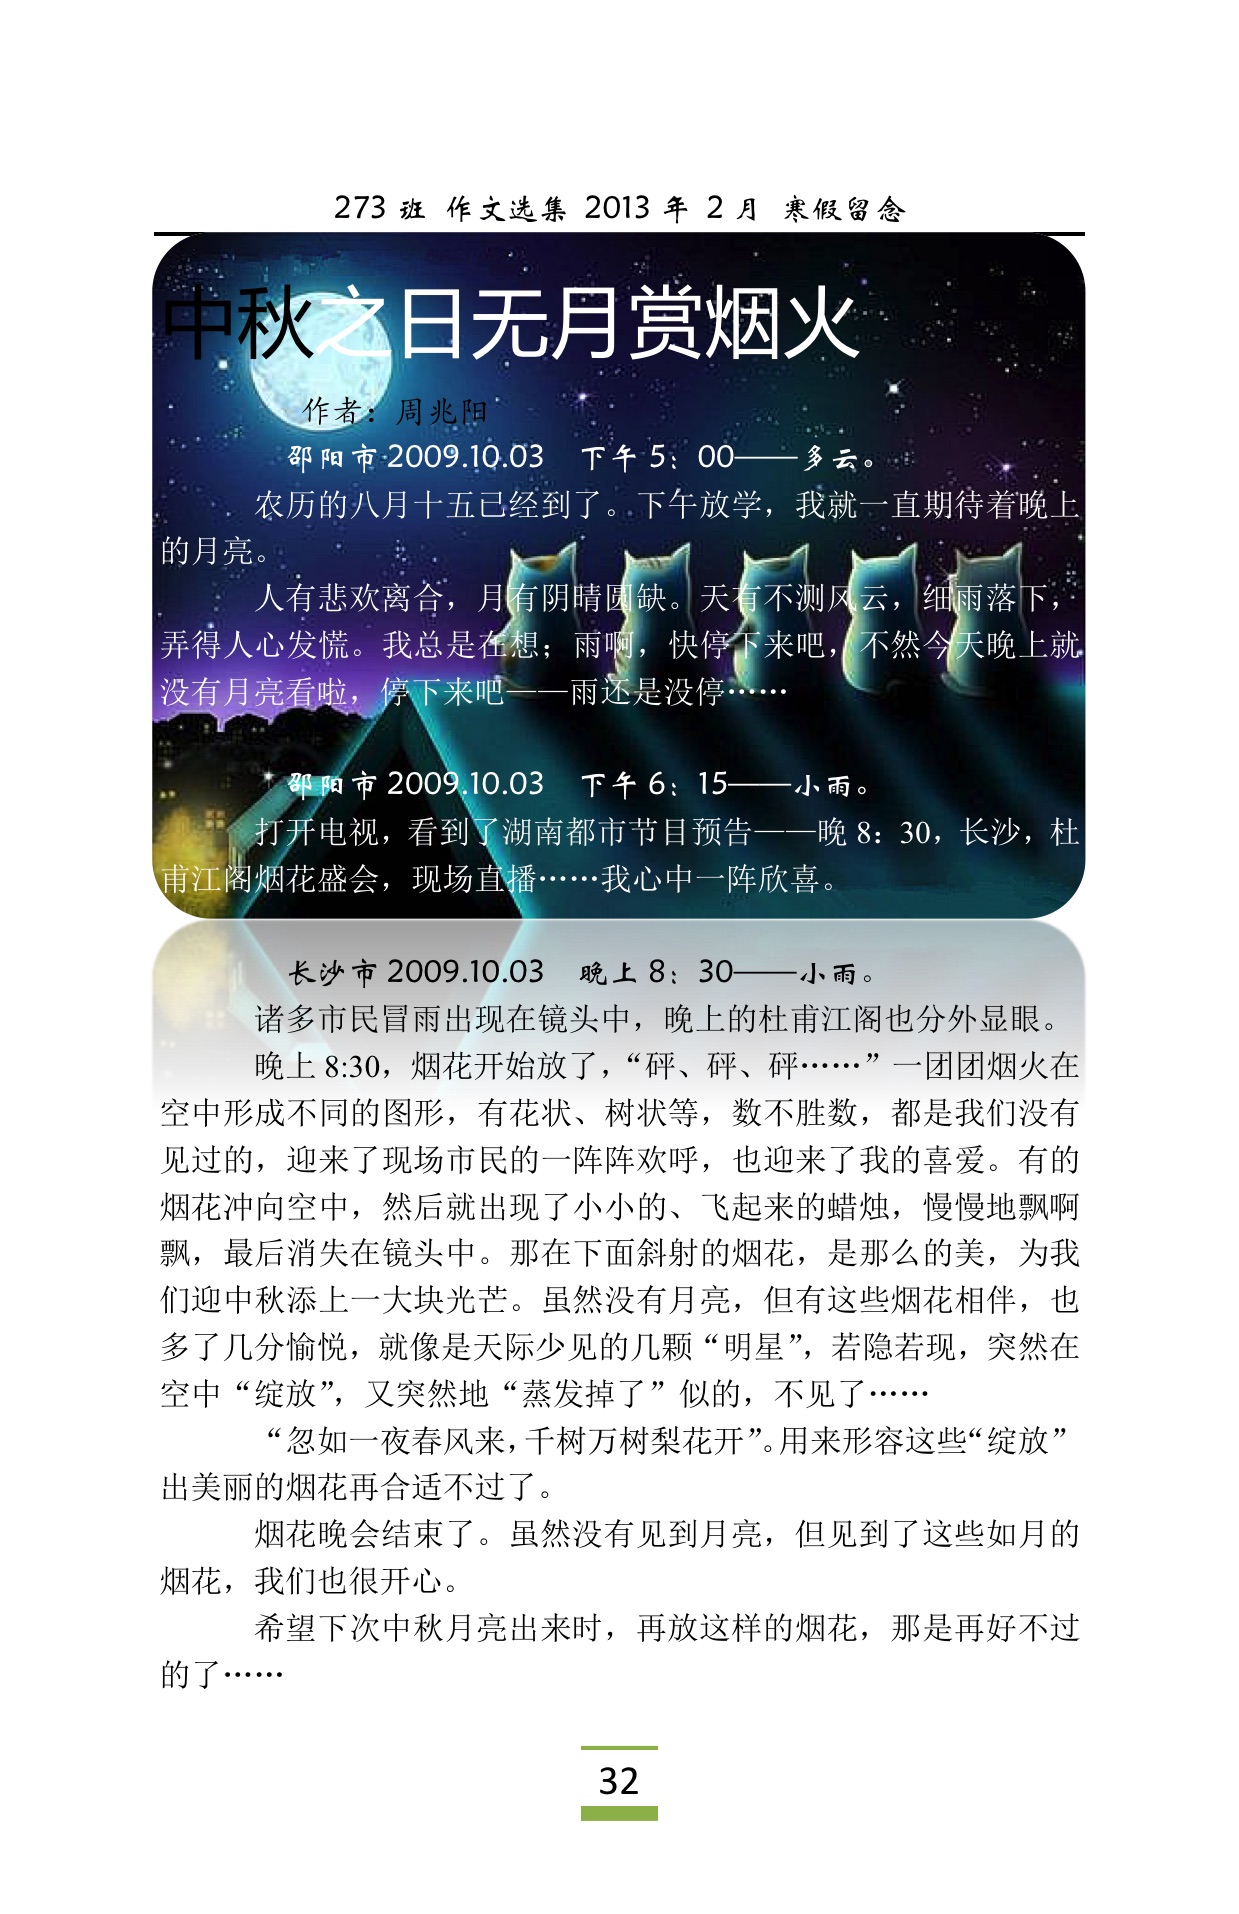 273 班 作文选集 2013 年 2 月 寒假留念
中秋之日无月赏烟火
作者：周兆阳
邵阳市 2009.10.03 下午 5：00——多云。
农历的八月十五已经到了。下午放学，我就一直期待着晚上
的月亮。
人有悲欢离合，月有阴晴圆缺。天有不测风云，细雨落下，
弄得人心发慌。我总是在想；雨啊，快停下来吧，不然今天晚上就
没有月亮看啦，停下来吧——雨还是没停……
邵阳市 2009.10.03 下午 6：15——小雨。
打开电视，看到了湖南都市节目预告——晚 8：30，长沙，杜
甫江阁烟花盛会，现场直播……我心中一阵欣喜。
长沙市 2009.10.03 晚上 8：30——小雨。
诸多市民冒雨出现在镜头中，晚上的杜甫江阁也分外显眼。
晚上 8:30，烟花开始放了，“砰、砰、砰……”一团团烟火在
空中形成不同的图形，有花状、树状等，数不胜数，都是我们没有
见过的，迎来了现场市民的一阵阵欢呼，也迎来了我的喜爱。有的
烟花冲向空中，然后就出现了小小的、飞起来的蜡烛，慢慢地飘啊
飘，最后消失在镜头中。那在下面斜射的烟花，是那么的美，为我
们迎中秋添上一大块光芒。虽然没有月亮，但有这些烟花相伴，也
多了几分愉悦，就像是天际少见的几颗“明星”，若隐若现，突然在
空中“绽放”，又突然地“蒸发掉了”似的，不见了……
“忽如一夜春风来，千树万树梨花开”。用来形容这些“绽放”
出美丽的烟花再合适不过了。
烟花晚会结束了。虽然没有见到月亮，但见到了这些如月的
烟花，我们也很开心。
希望下次中秋月亮出来时，再放这样的烟花，那是再好不过
的了……
32